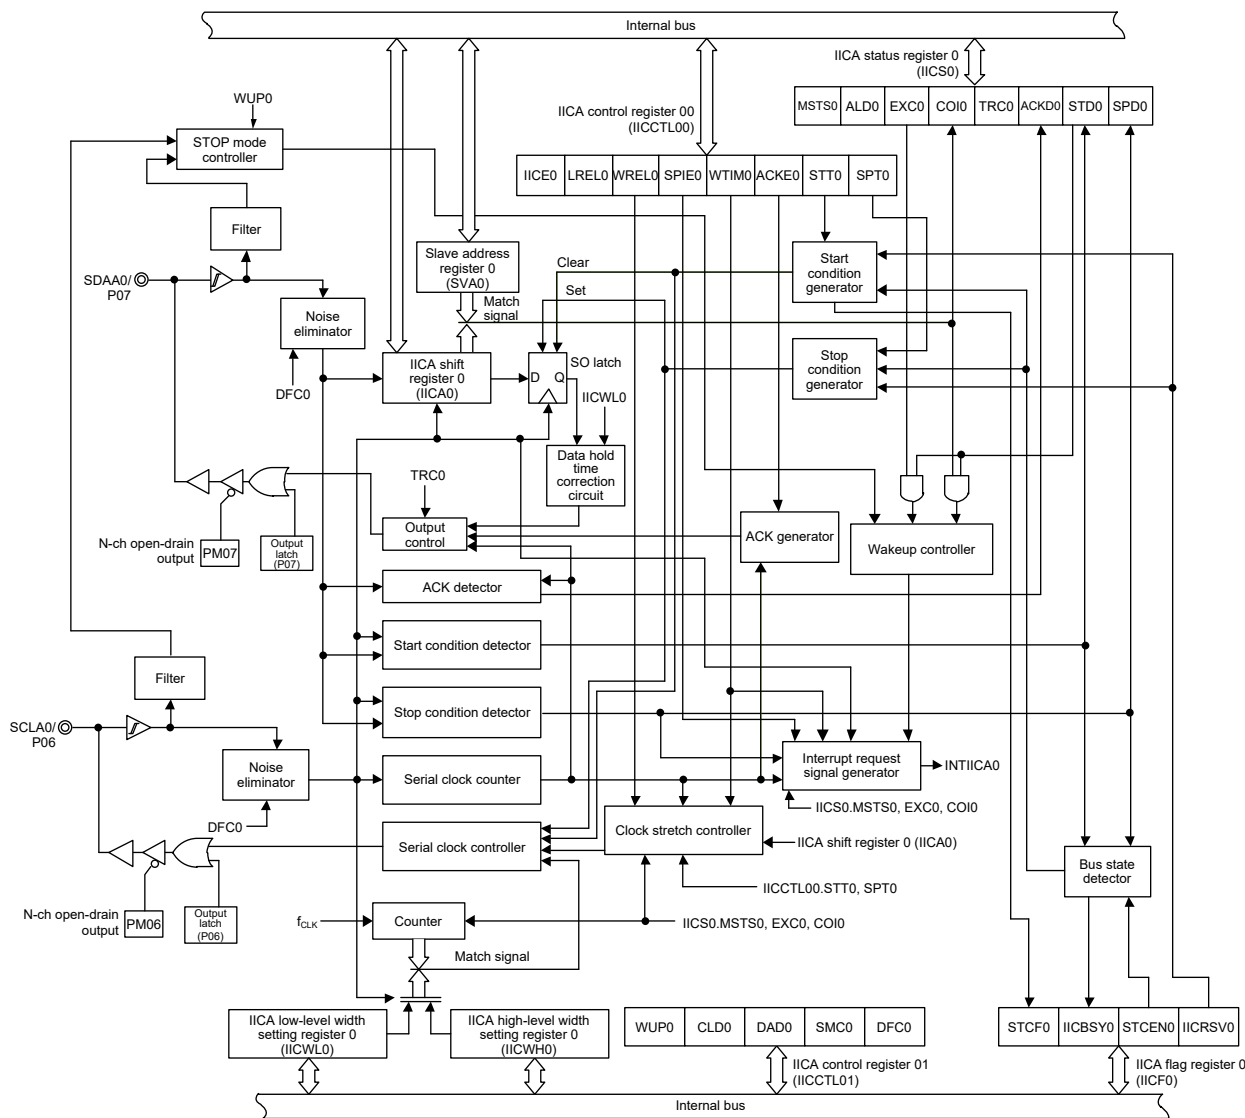 Internal bus
IICA status register 0
(IICS0)
WUP0
MSTS0 ALD0 EXC0 COI0 TRC0 ACKD0 STD0 SPD0
IICA control register 00
(IICCTL00)
STOP mode
controller
IICE0 LREL0 WREL0 SPIE0 WTIM0 ACKE0 STT0 SPT0
Filter
Slave address
register 0
(SVA0)
Clear
Start
condition
generator
SDAA0/
P07
Set
Match
signal
Noise
eliminator
SO latch
Stop
condition
generator
IICA shift
register 0
(IICA0)
D Q
DFC0
IICWL0
Data hold
time
correction
circuit
TRC0
N-ch open-drain
output
PM07
Output
latch
(P07)
Output
control
ACK generator
Wakeup controller
ACK detector
Start condition detector
Filter
Stop condition detector
SCLA0/
P06
Noise
eliminator
Serial clock counter
Interrupt request
signal generator
INTIICA0
IICS0.MSTS0, EXC0, COI0
DFC0
Serial clock controller
Clock stretch controller
IICA shift register 0 (IICA0)
Bus state
detector
IICCTL00.STT0, SPT0
N-ch open-drain
output
PM06
Output
latch
(P06)
fCLK
Counter
IICS0.MSTS0, EXC0, COI0
Match signal
IICA low-level width
setting register 0
(IICWL0)
IICA high-level width
setting register 0
(IICWH0)
WUP0 CLD0 DAD0 SMC0 DFC0
STCF0 IICBSY0 STCEN0 IICRSV0
IICA control register 01
(IICCTL01)
IICA flag register 0
(IICF0)
Internal bus